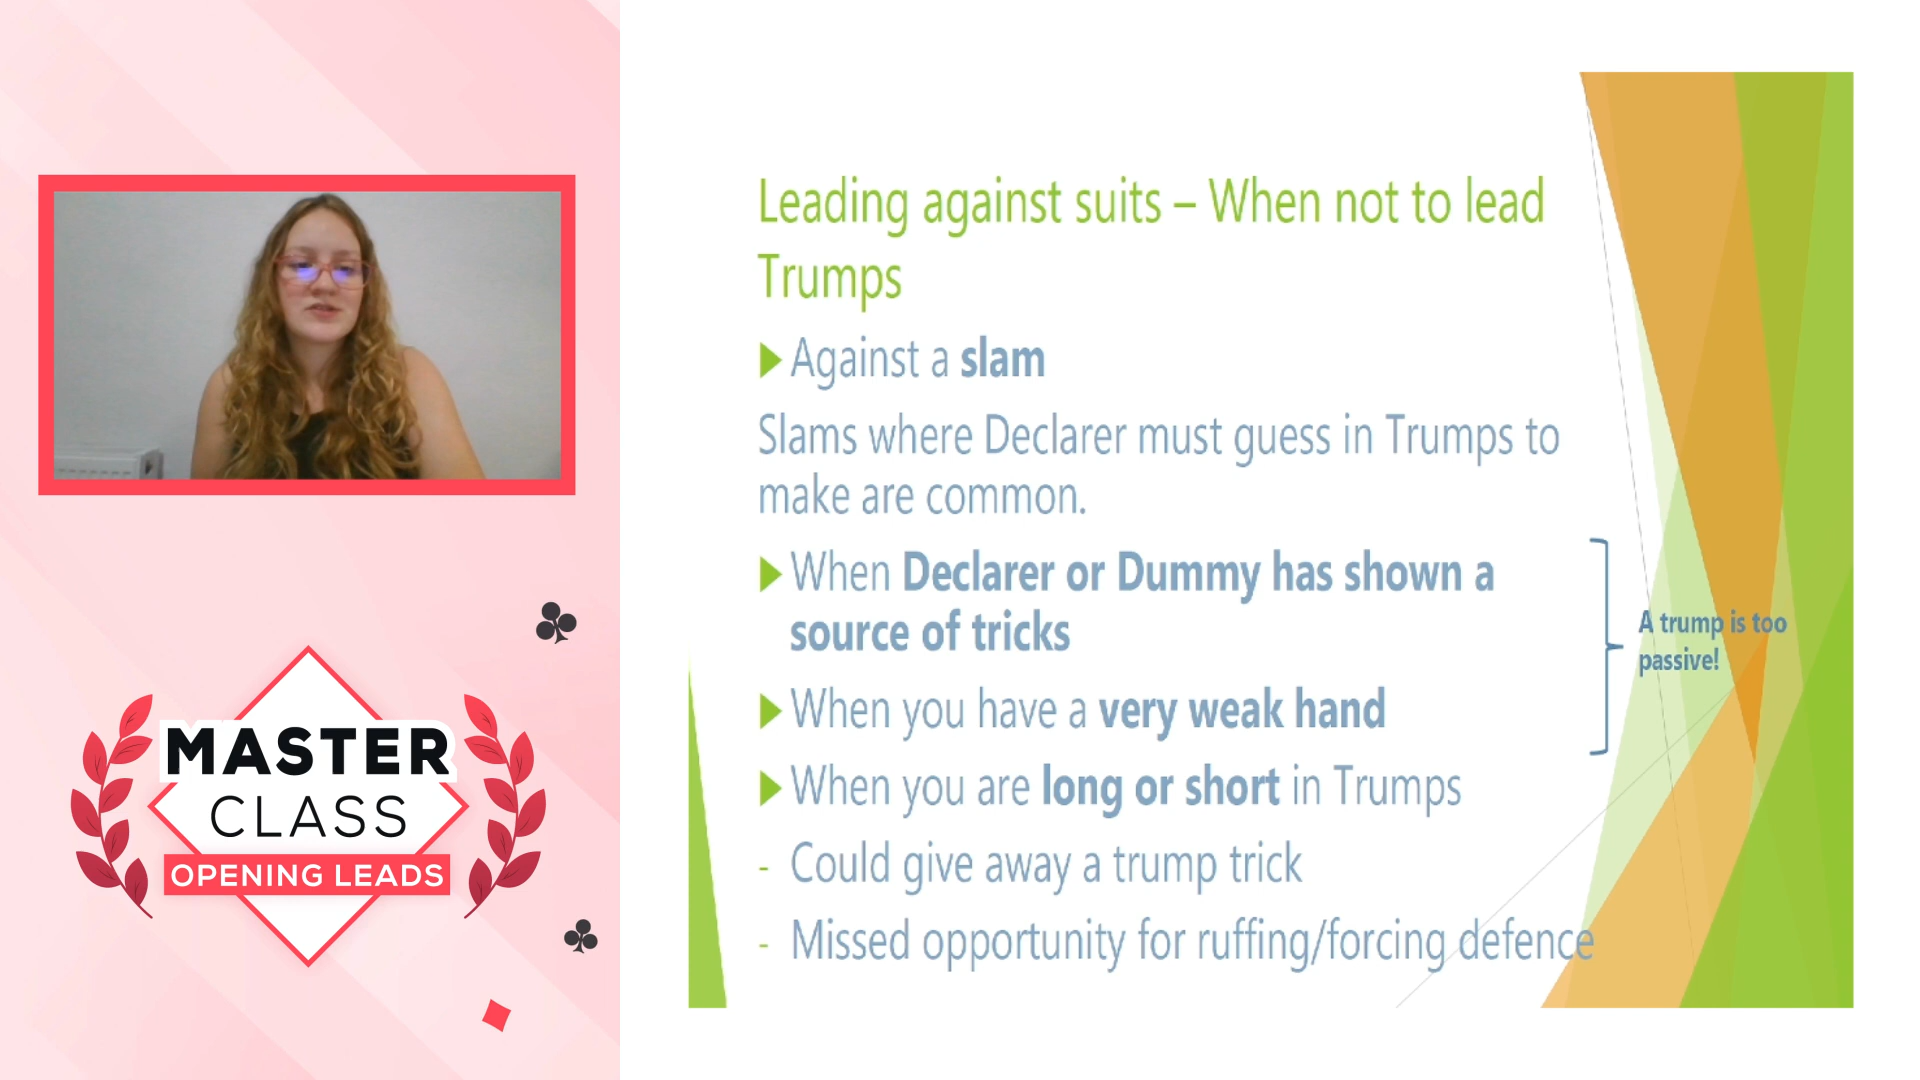 MASTER
CLASS
OPENING LEADS
Leading against suits – When not to lead
Trumps
Against a slam
Slams where Declarer must guess in Trumps to
make are common.
When Declarer or Dummy has shown a
source of tricks
When you have a very weak hand
When you are long or short in Trumps
- Could give away a trump trick
- Missed opportunity for ruffing/forcing defence
A trump is too
passive!